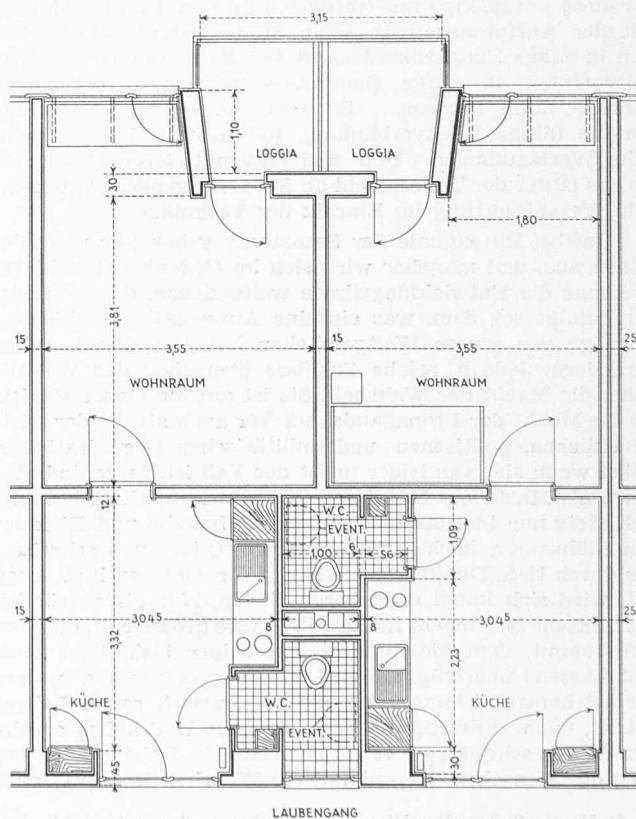 3,15
1,10
LOGGIA LOGGIA
30
1,80
3,81
15 3,55 15 3,55 25
WOHNRAUM WOHNRAUM
12
W.C.
EVENT.
1,00 6 56
1,09
15 3,04⁵ 8 8 3,04⁵ 25
3,32
2,23
KÜCHE W.C. KÜCHE
EVENT.
45 30
LAUBENGANG